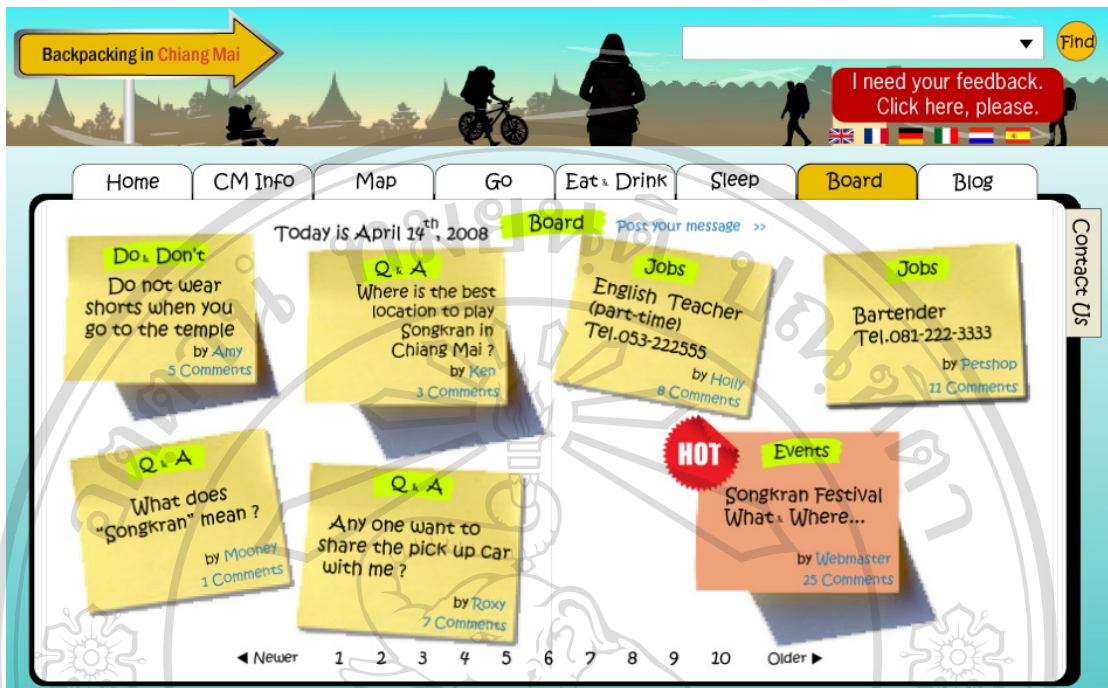 Backpacking in Chiang Mai
Find
I need your feedback.
Click here, please.
Home
CM Info
Map
Go
Eat & Drink
Sleep
Board
Blog
Contact Us
Today is April 14th, 2008
Board
Post your message >>
Do & Don't
Do not wear
shorts when you
go to the temple
by Amy
5 Comments
Q & A
Where is the best
location to play
Songkran in
Chiang Mai ?
by Ken
3 Comments
Jobs
English Teacher
(part-time)
Tel.053-222555
by Holly
8 Comments
Jobs
Bartender
Tel.081-222-3333
by Petshop
11 Comments
Q & A
What does
"Songkran" mean ?
by Mooney
1 Comments
Q & A
Any one want to
share the pick up car
with me ?
by Roxy
7 Comments
HOT
Events
Songkran Festival
What & Where...
by Webmaster
25 Comments
◀ Newer 1 2 3 4 5 6 7 8 9 10 Older ▶